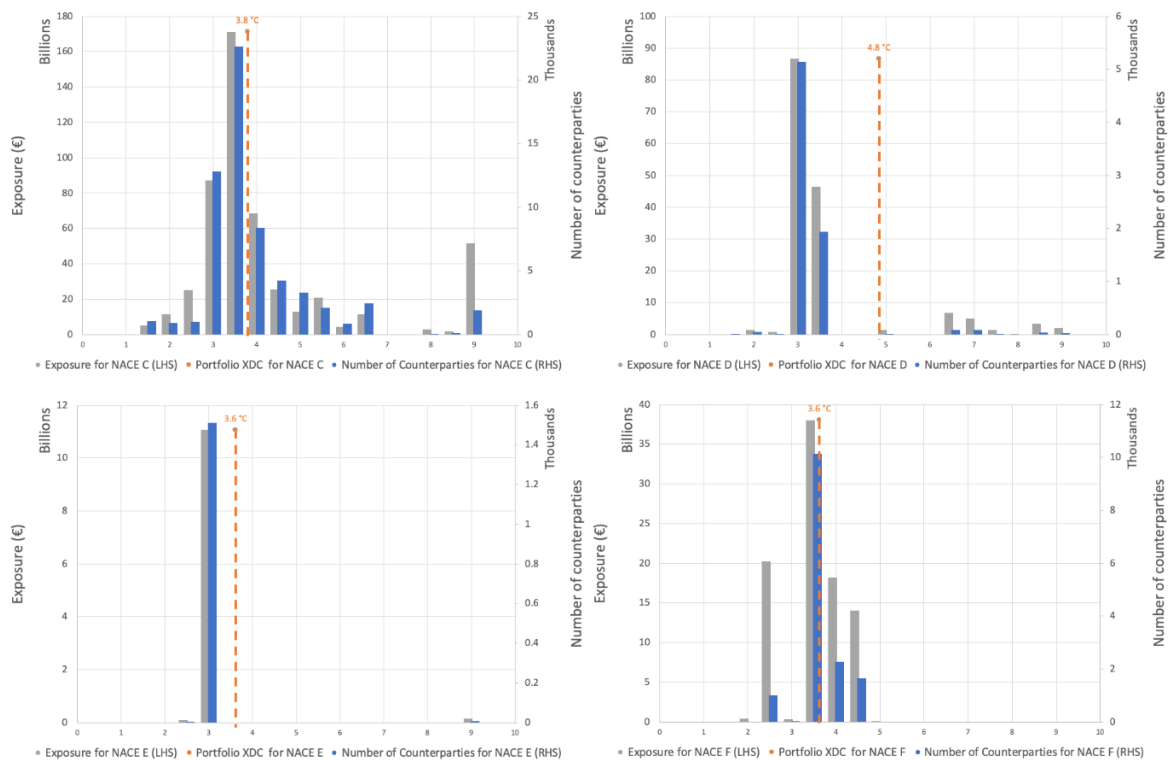 3.8 °C
Billions
Exposure (€)
180
160
140
120
100
80
60
40
20
0
25
20
15
10
5
0
Thousands
Number of counterparties
0 1 2 3 4 5 6 7 8 9 10
Exposure for NACE C (LHS) Portfolio XDC for NACE C Number of Counterparties for NACE C (RHS)
4.8 °C
Billions
Exposure (€)
100
90
80
70
60
50
40
30
20
10
0
6
5
4
3
2
1
0
Thousands
Number of counterparties
0 1 2 3 4 5 6 7 8 9 10
Exposure for NACE D (LHS) Portfolio XDC for NACE D Number of Counterparties for NACE D (RHS)
3.6 °C
Billions
Exposure (€)
12
10
8
6
4
2
0
1.6
1.4
1.2
1
0.8
0.6
0.4
0.2
0
Thousands
Number of counterparties
0 1 2 3 4 5 6 7 8 9 10
Exposure for NACE E (LHS) Portfolio XDC for NACE E Number of Counterparties for NACE E (RHS)
3.6 °C
Billions
Exposure (€)
40
35
30
25
20
15
10
5
0
12
10
8
6
4
2
0
Thousands
Number of counterparties
0 1 2 3 4 5 6 7 8 9 10
Exposure for NACE F (LHS) Portfolio XDC for NACE F Number of Counterparties for NACE F (RHS)